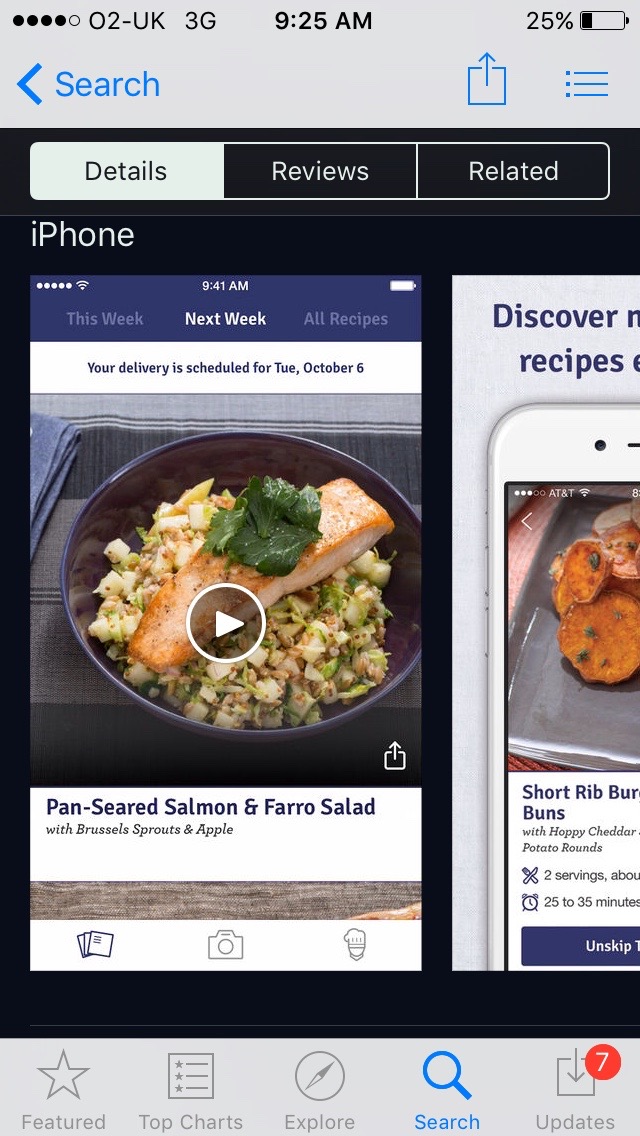 O2-UK 3G 9:25 AM 25%
Search
Details Reviews Related
iPhone
9:41 AM
This Week Next Week All Recipes
Your delivery is scheduled for Tue, October 6
Pan-Seared Salmon & Farro Salad
with Brussels Sprouts & Apple
Discover
recipes
AT&T
Short Rib
Buns
with Hoppy Cheddar
Potato Rounds
2 servings,
25 to 35 minutes
Unskip
Featured Top Charts Explore Search Updates
7